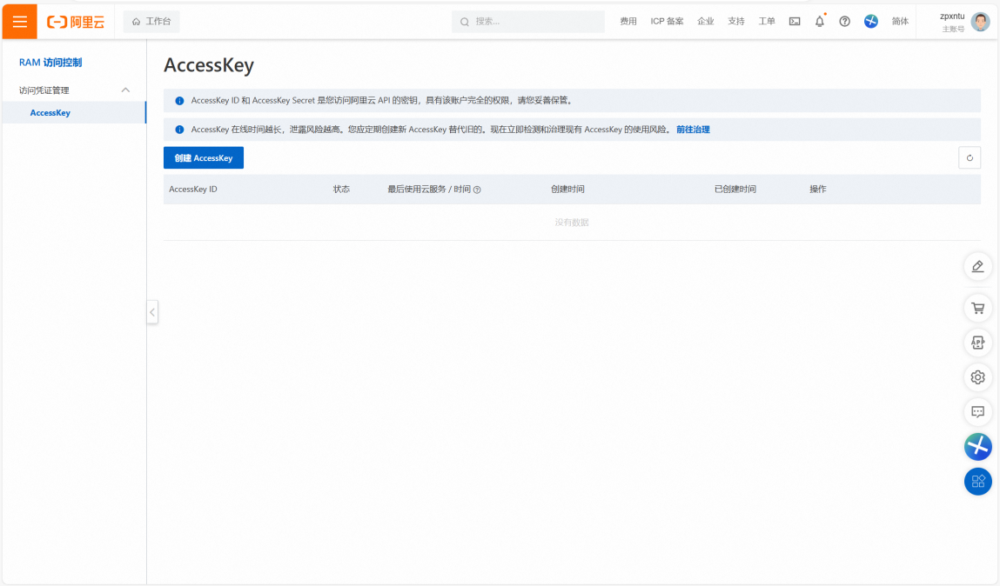 阿里云
工作台
搜索...
费用
ICP 备案
企业
支持
工单
简体
zpxntu
主账号
RAM 访问控制
访问凭证管理
AccessKey
AccessKey
AccessKey ID 和 AccessKey Secret 是您访问阿里云 API 的密钥，具有该账户完全的权限，请您妥善保管。
AccessKey 在线时间越长，泄露风险越高。您应定期创建新 AccessKey 替代旧的。现在立即检测和治理现有 AccessKey 的使用风险。 前往治理
创建 AccessKey
AccessKey ID
状态
最后使用云服务 / 时间
创建时间
已创建时间
操作
没有数据
API